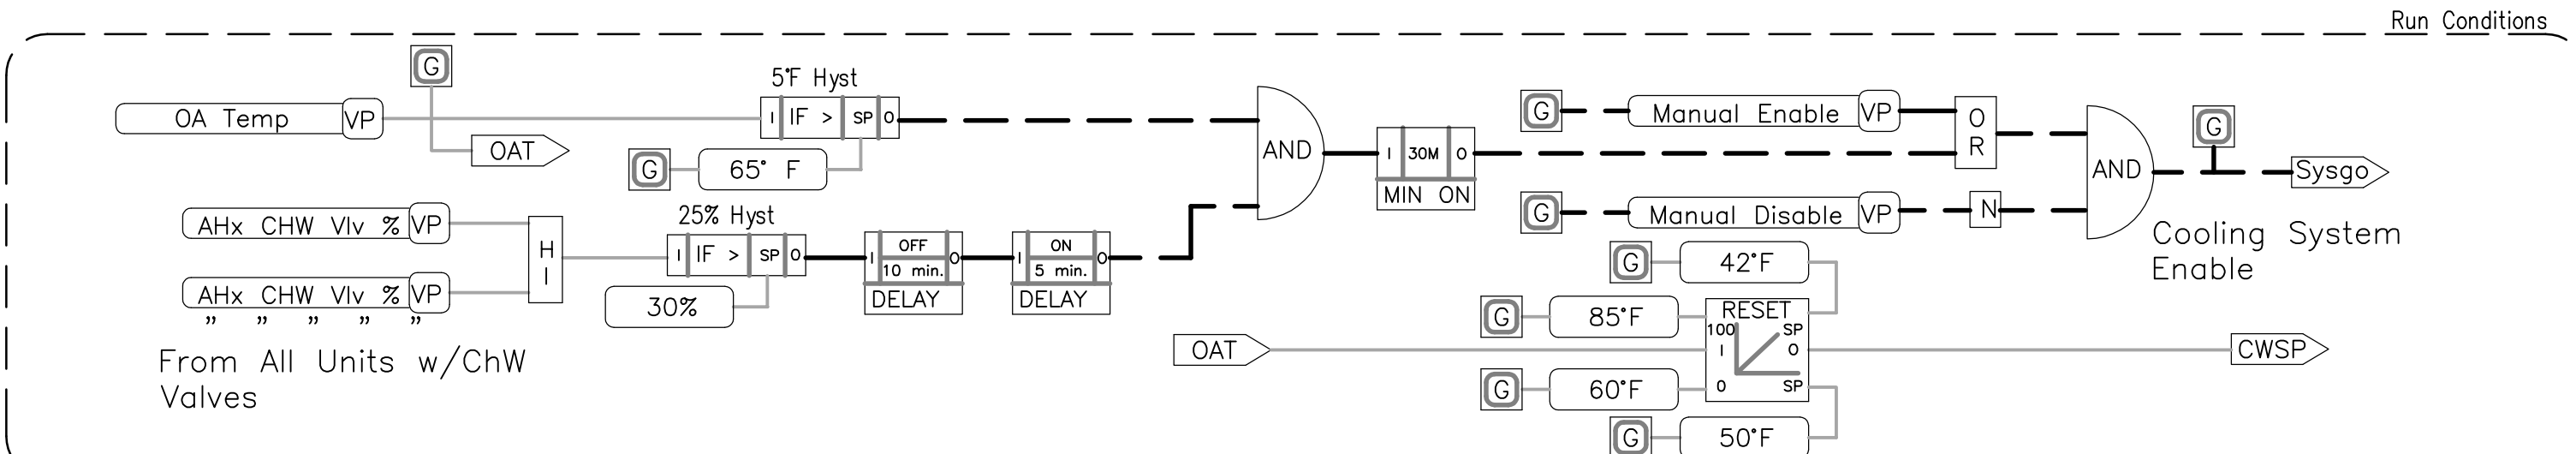 Run Conditions
G
5°F Hyst
OA Temp VP
I IF > SP O
OAT
G 65° F
25% Hyst
AHx CHW Vlv % VP
AHx CHW Vlv % VP
" " " " "
From All Units w/ChW
Valves
H
I
I IF > SP O
30%
I OFF O
10 min.
DELAY
I ON O
5 min.
DELAY
AND
I 30M O
MIN ON
G Manual Enable VP
O
R
G Manual Disable VP N
AND
G
Sysgo
Cooling System
Enable
G 42°F
G 85°F
RESET
100 SP
OAT
I O
CWSP
G 60°F
0 SP
G 50°F